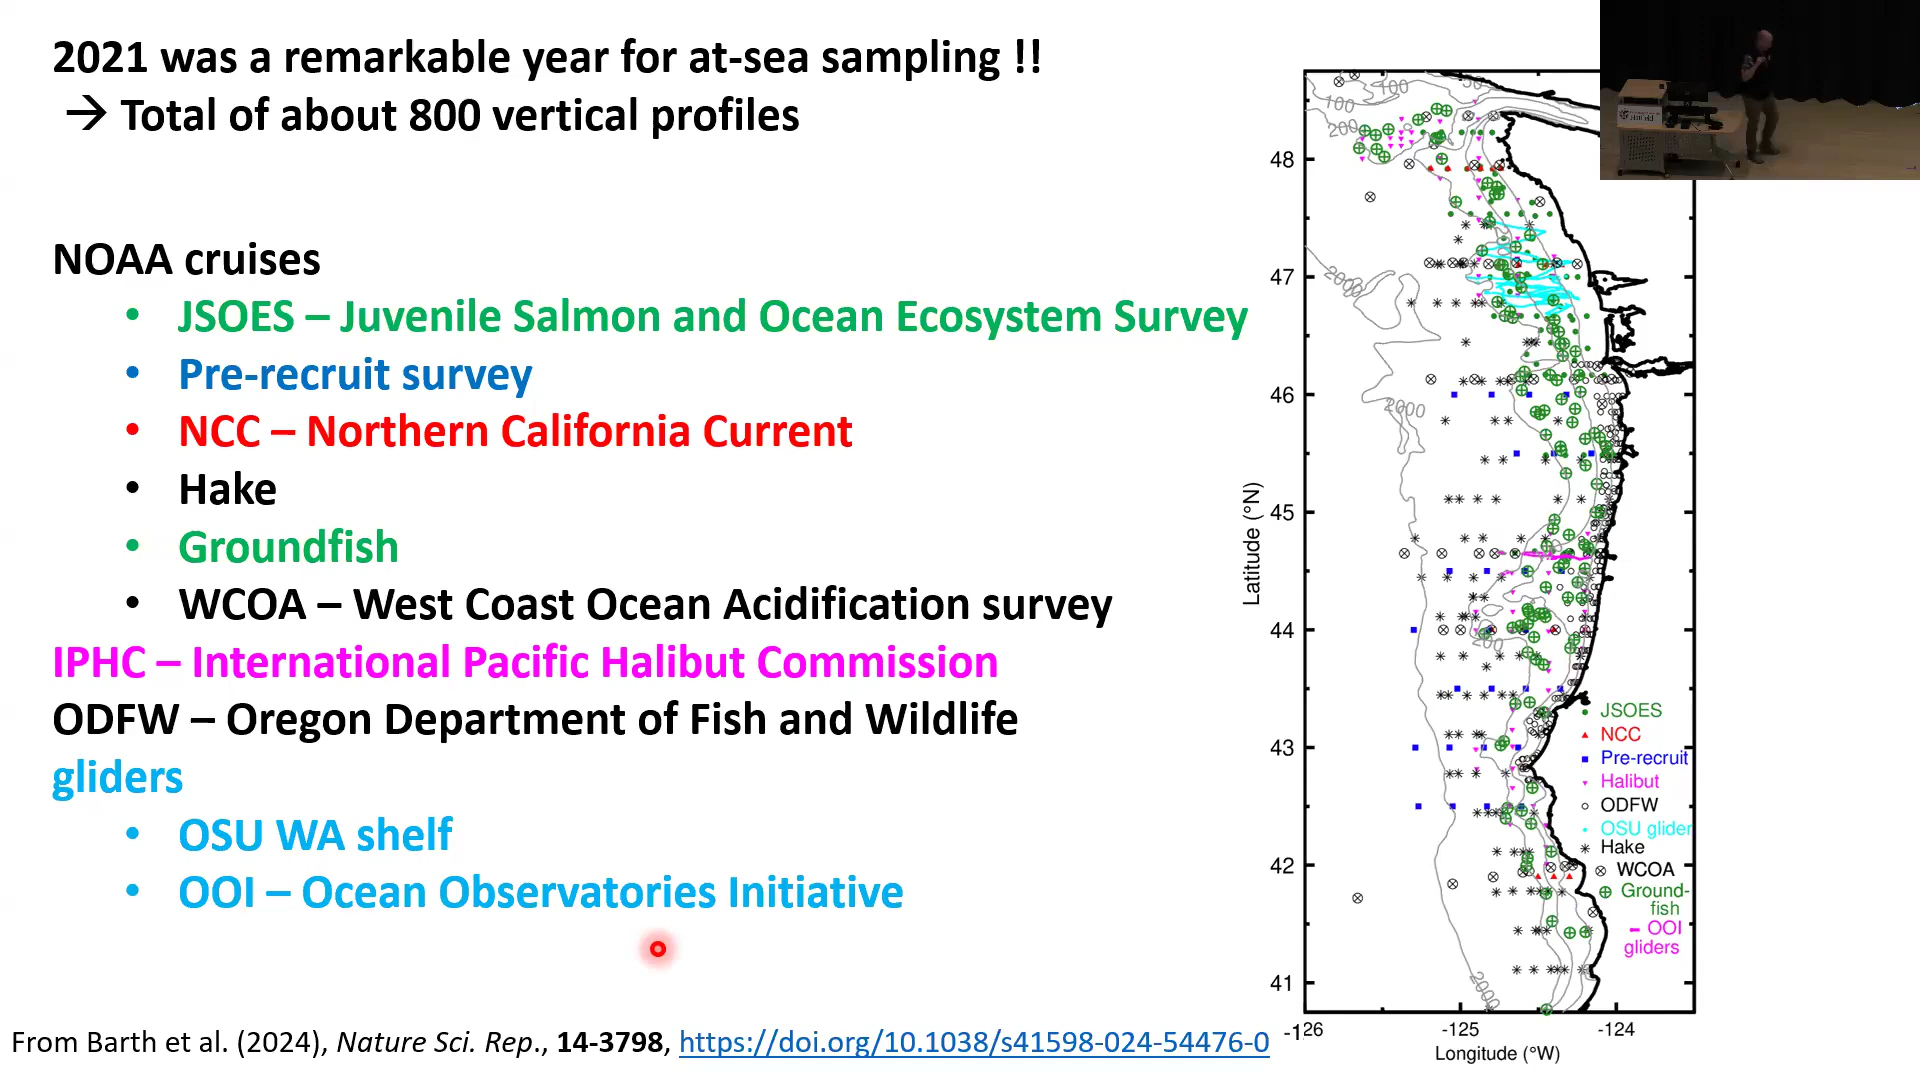 2021 was a remarkable year for at-sea sampling !!
→ Total of about 800 vertical profiles
NOAA cruises
• JSOES – Juvenile Salmon and Ocean Ecosystem Survey
• Pre-recruit survey
• NCC – Northern California Current
• Hake
• Groundfish
• WCOA – West Coast Ocean Acidification survey
IPHC – International Pacific Halibut Commission
ODFW – Oregon Department of Fish and Wildlife
gliders
• OSU WA shelf
• OOI – Ocean Observatories Initiative
From Barth et al. (2024), Nature Sci. Rep., 14-3798, https://doi.org/10.1038/s41598-024-54476-0
Latitude (°N)
48
47
46
45
44
43
42
41
100
100
200
2000
2000
200
2000
JSOES
NCC
Pre-recruit
Halibut
ODFW
OSU glider
Hake
WCOA
Ground-
fish
OOI
gliders
-126
-125
-124
Longitude (°W)